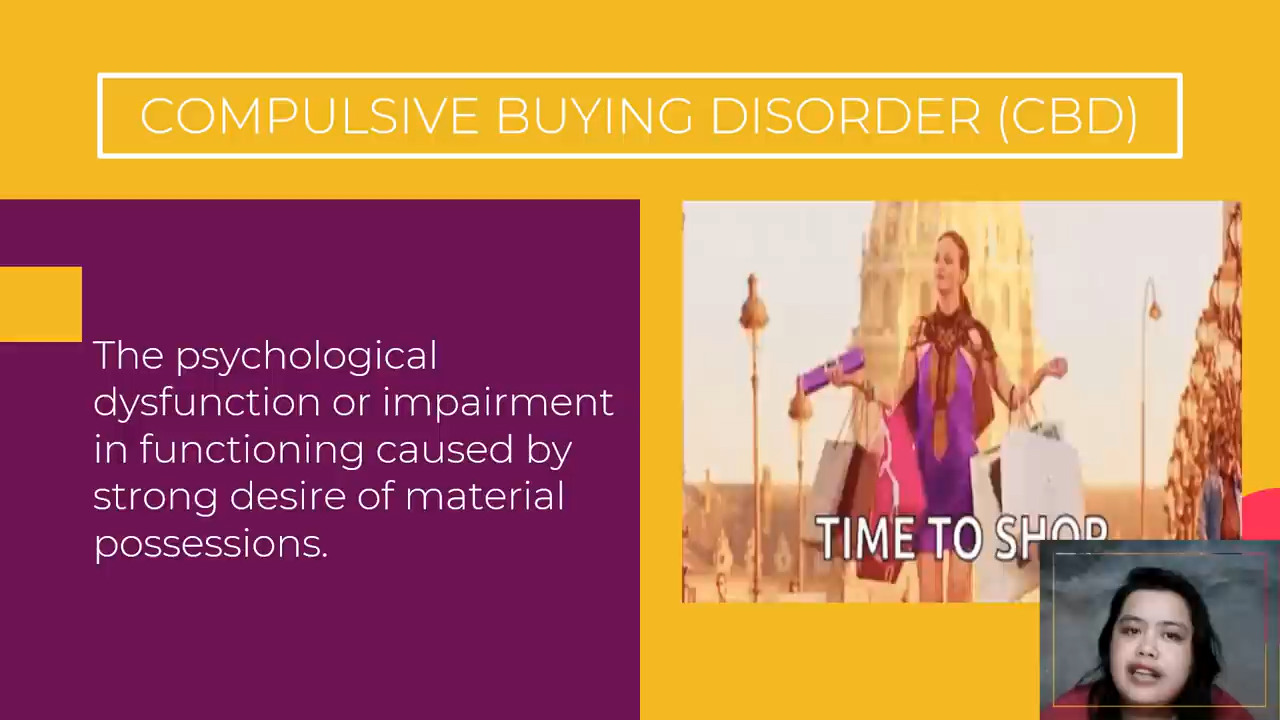 COMPULSIVE BUYING DISORDER (CBD)
The psychological
dysfunction or impairment
in functioning caused by
strong desire of material
possessions.
TIME TO SHOP